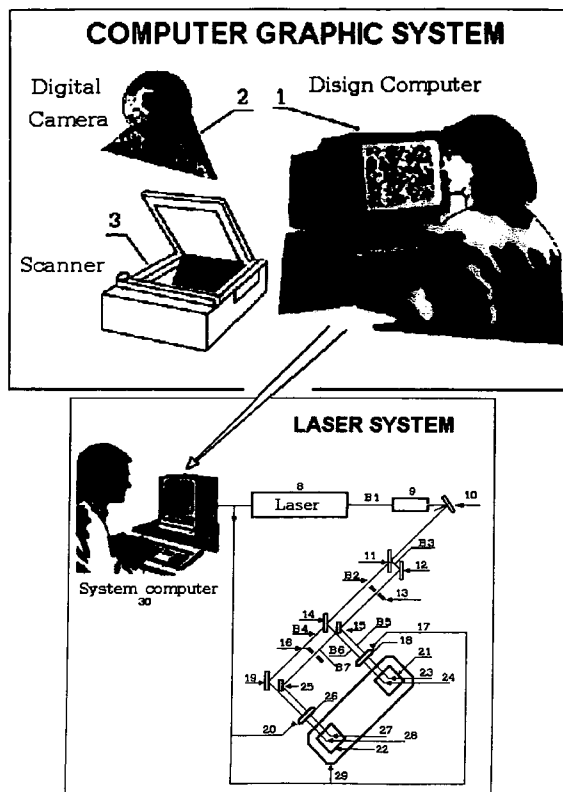 COMPUTER GRAPHIC SYSTEM
Digital
Camera
2
1
Disign Computer
3
Scanner
LASER SYSTEM
8
Laser
B1
9
10
System computer
30
11
B3
12
B2
13
14
B4
15
B5
17
16
B6
18
B7
21
23
24
19
25
26
20
27
28
22
29